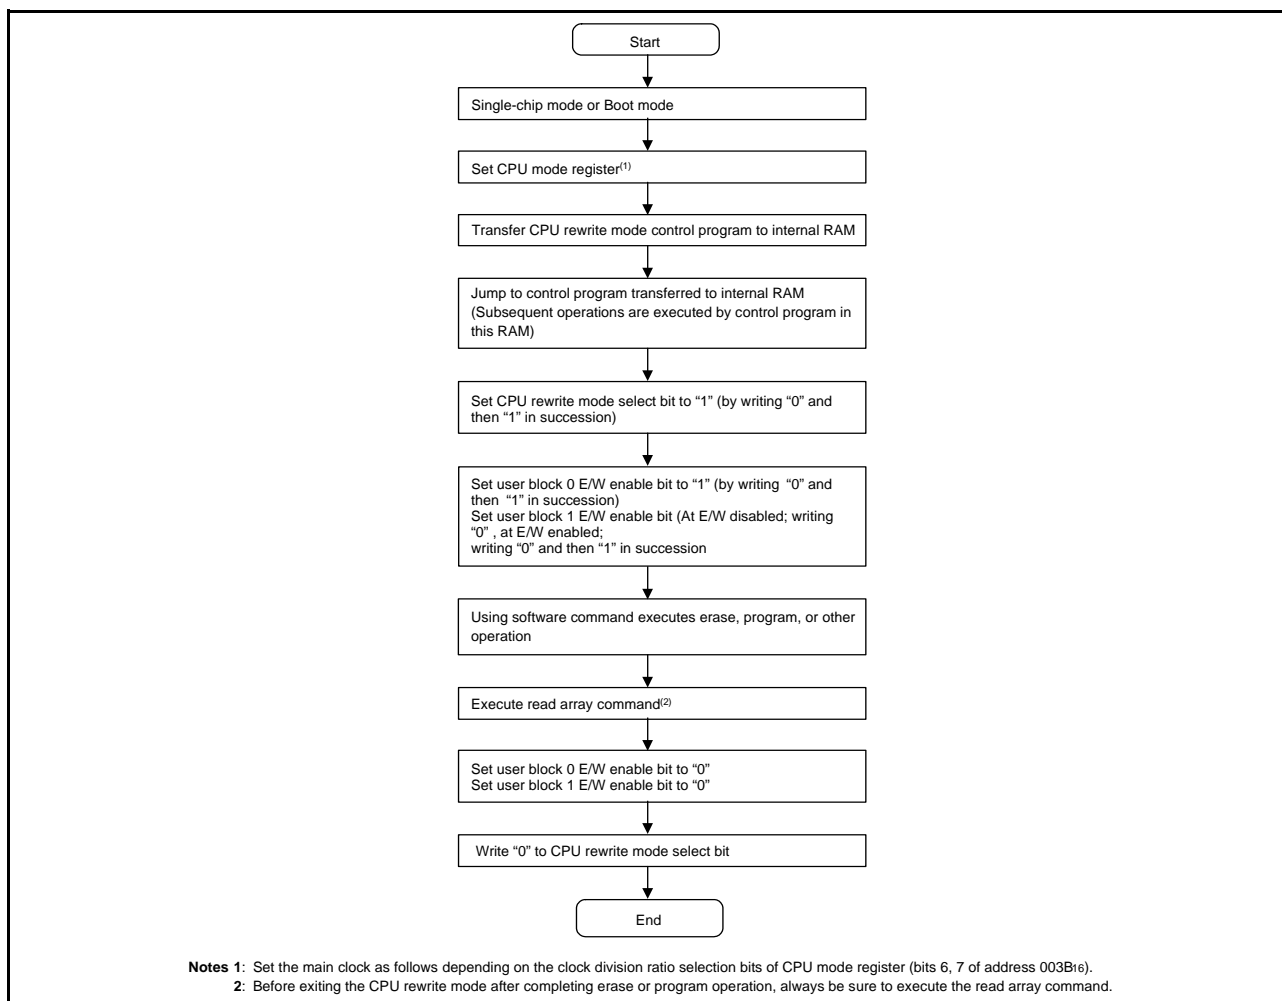 Start
Single-chip mode or Boot mode
Set CPU mode register(1)
Transfer CPU rewrite mode control program to internal RAM
Jump to control program transferred to internal RAM
(Subsequent operations are executed by control program in
this RAM)
Set CPU rewrite mode select bit to “1” (by writing “0” and
then “1” in succession)
Set user block 0 E/W enable bit to “1” (by writing “0” and
then “1” in succession)
Set user block 1 E/W enable bit (At E/W disabled; writing
“0” , at E/W enabled;
writing “0” and then “1” in succession
Using software command executes erase, program, or other
operation
Execute read array command(2)
Set user block 0 E/W enable bit to “0”
Set user block 1 E/W enable bit to “0”
Write “0” to CPU rewrite mode select bit
End
Notes 1: Set the main clock as follows depending on the clock division ratio selection bits of CPU mode register (bits 6, 7 of address 003B16).
2: Before exiting the CPU rewrite mode after completing erase or program operation, always be sure to execute the read array command.